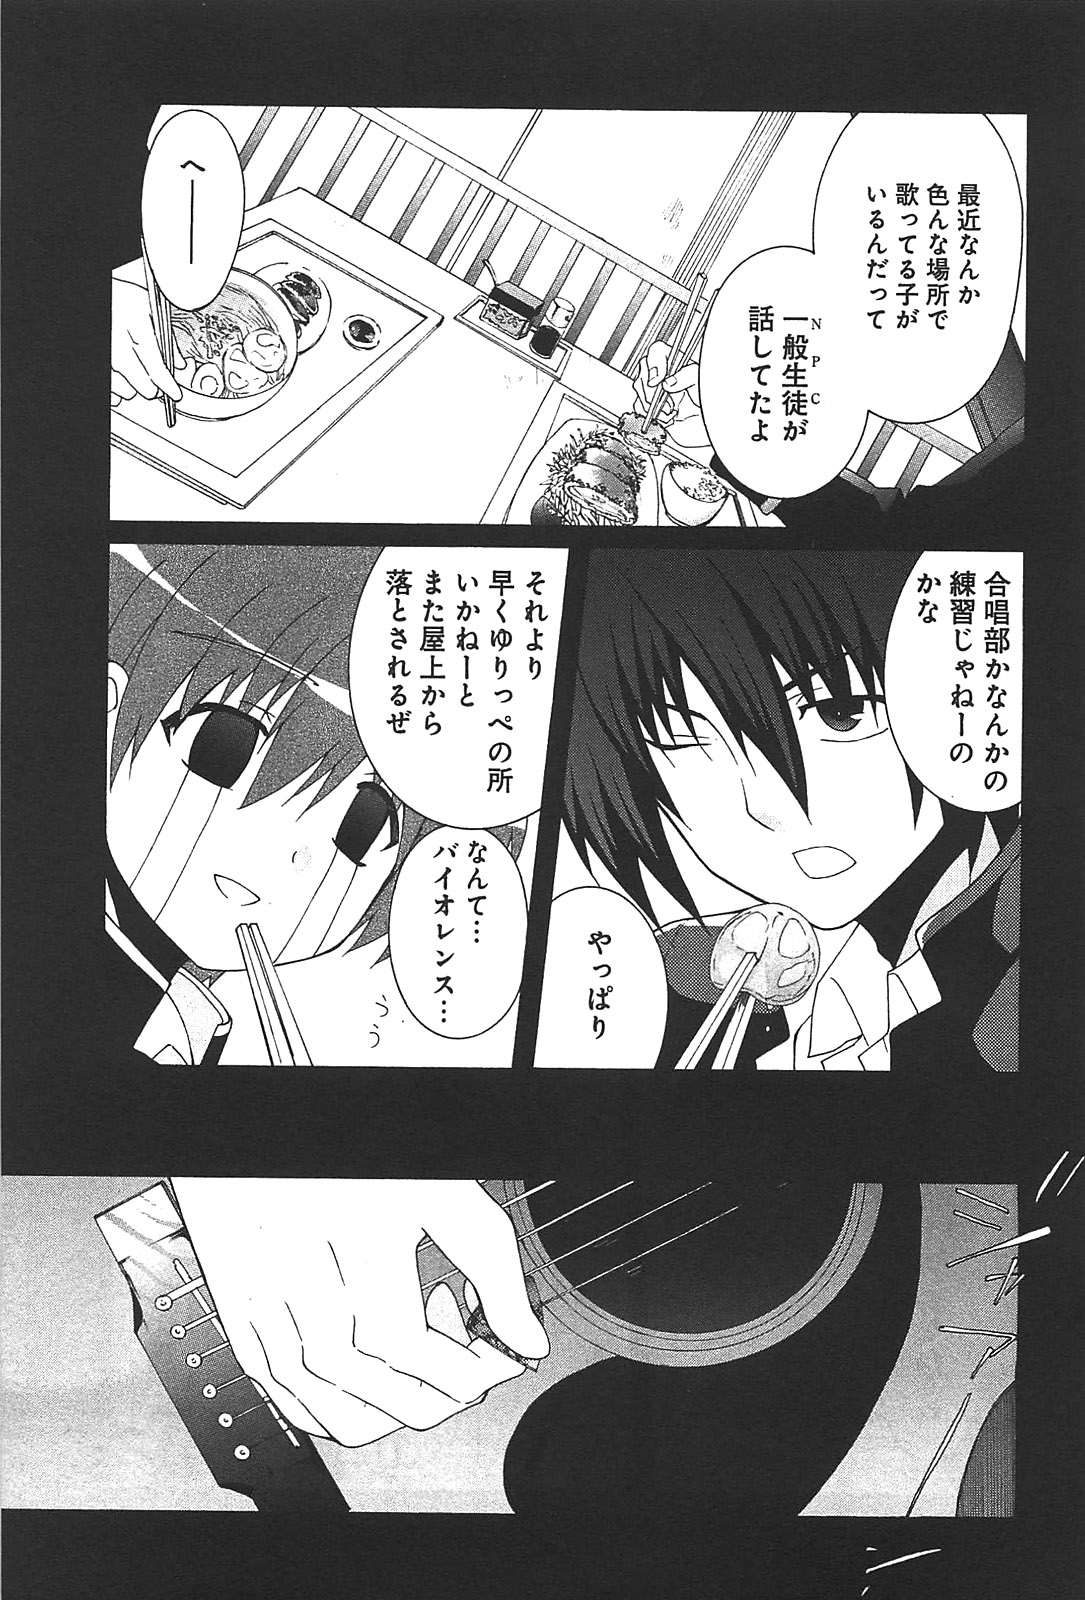 最近なんか
色んな場所で
歌ってる子が
いるんだって
一般生徒が
NPC
話してたよ
へー
合唱部かなんかの
練習じゃねーの
かな
やっぱり
それより
早くゆりっぺの所
いかねーと
また屋上から
落とされるぜ
なんて…
バイオレンス…
うう